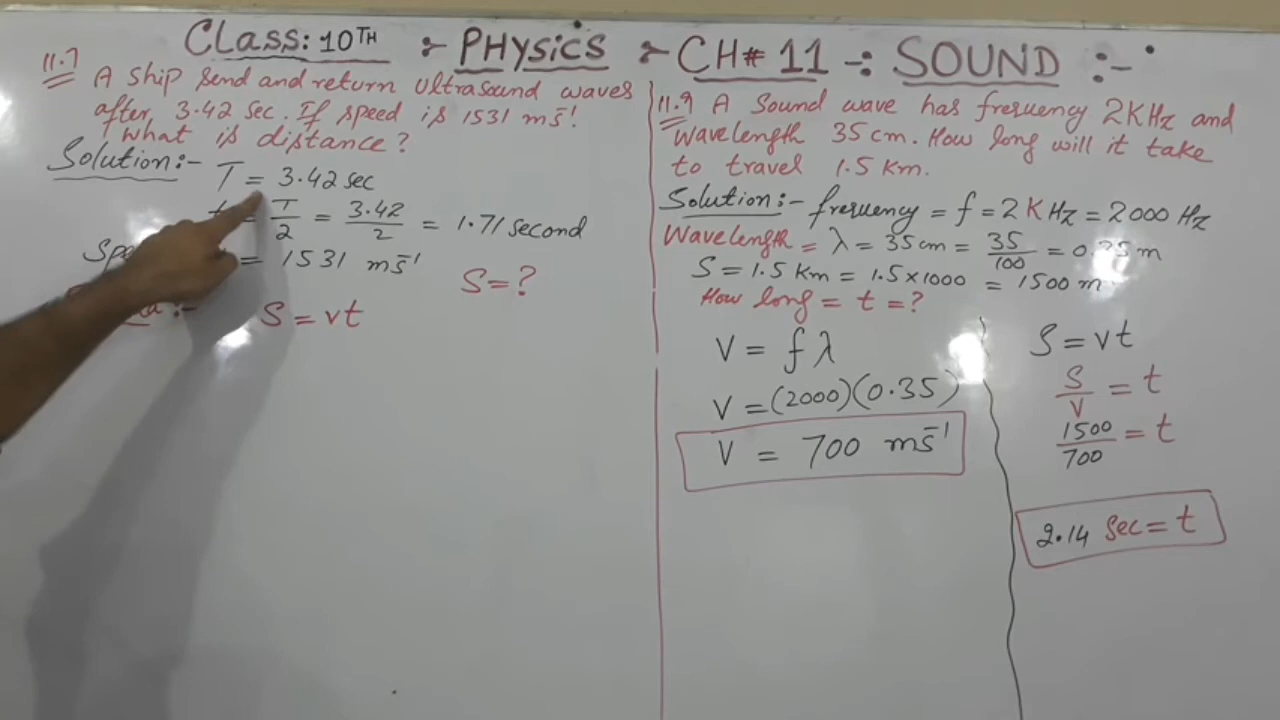 CLASS: 10TH :- PHYSICS :- CH# 11 -: SOUND :-
11.7 A ship send and return Ultrasound waves
after 3.42 sec. If speed is 1531 ms⁻¹.
what is distance?
Solution:-
T = 3.42 sec
= T/2 = 3.42/2 = 1.71 second
= 1531 ms⁻¹
S = ?
S = vt
11.9 A Sound wave has frequency 2KHz and
wavelength 35 cm. How long will it take
to travel 1.5 Km.
Solution:- frequency = f = 2 KHz = 2000 Hz
Wavelength = λ = 35 cm = 35/100 = 0.35 m
S = 1.5 Km = 1.5 × 1000 = 1500 m
How long = t = ?
V = f λ
V = (2000)(0.35)
V = 700 ms⁻¹
S = vt
S/V = t
1500/700 = t
2.14 sec = t